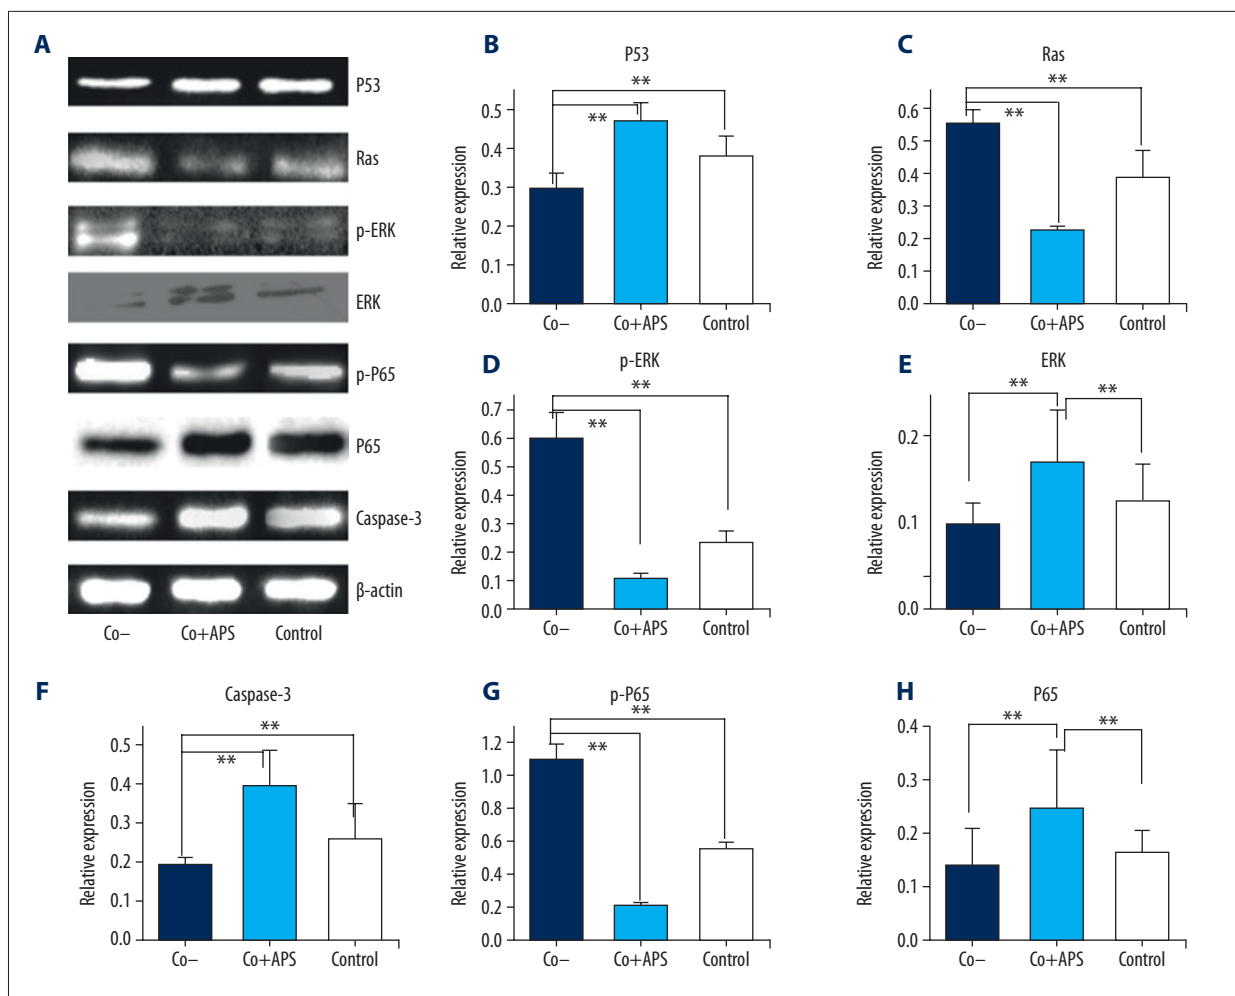 A
P53
Ras
p-ERK
ERK
p-P65
P65
Caspase-3
β-actin
Co– Co+APS Control
B
P53
Relative expression
0.5
0.4
0.3
0.2
0.1
0.0
**
**
Co– Co+APS Control
C
Ras
Relative expression
0.6
0.5
0.4
0.3
0.2
0.1
0.0
**
**
Co– Co+APS Control
D
p-ERK
Relative expression
0.7
0.6
0.5
0.4
0.3
0.2
0.1
0.0
**
**
Co– Co+APS Control
E
ERK
Relative expression
0.2
0.1
0.0
** **
Co– Co+APS Control
F
Caspase-3
Relative expression
0.5
0.4
0.3
0.2
0.1
0.0
**
**
Co– Co+APS Control
G
p-P65
Relative expression
1.2
1.0
0.8
0.6
0.4
0.2
0.0
**
**
Co– Co+APS Control
H
P65
Relative expression
0.4
0.3
0.2
0.1
0.0
** **
Co– Co+APS Control